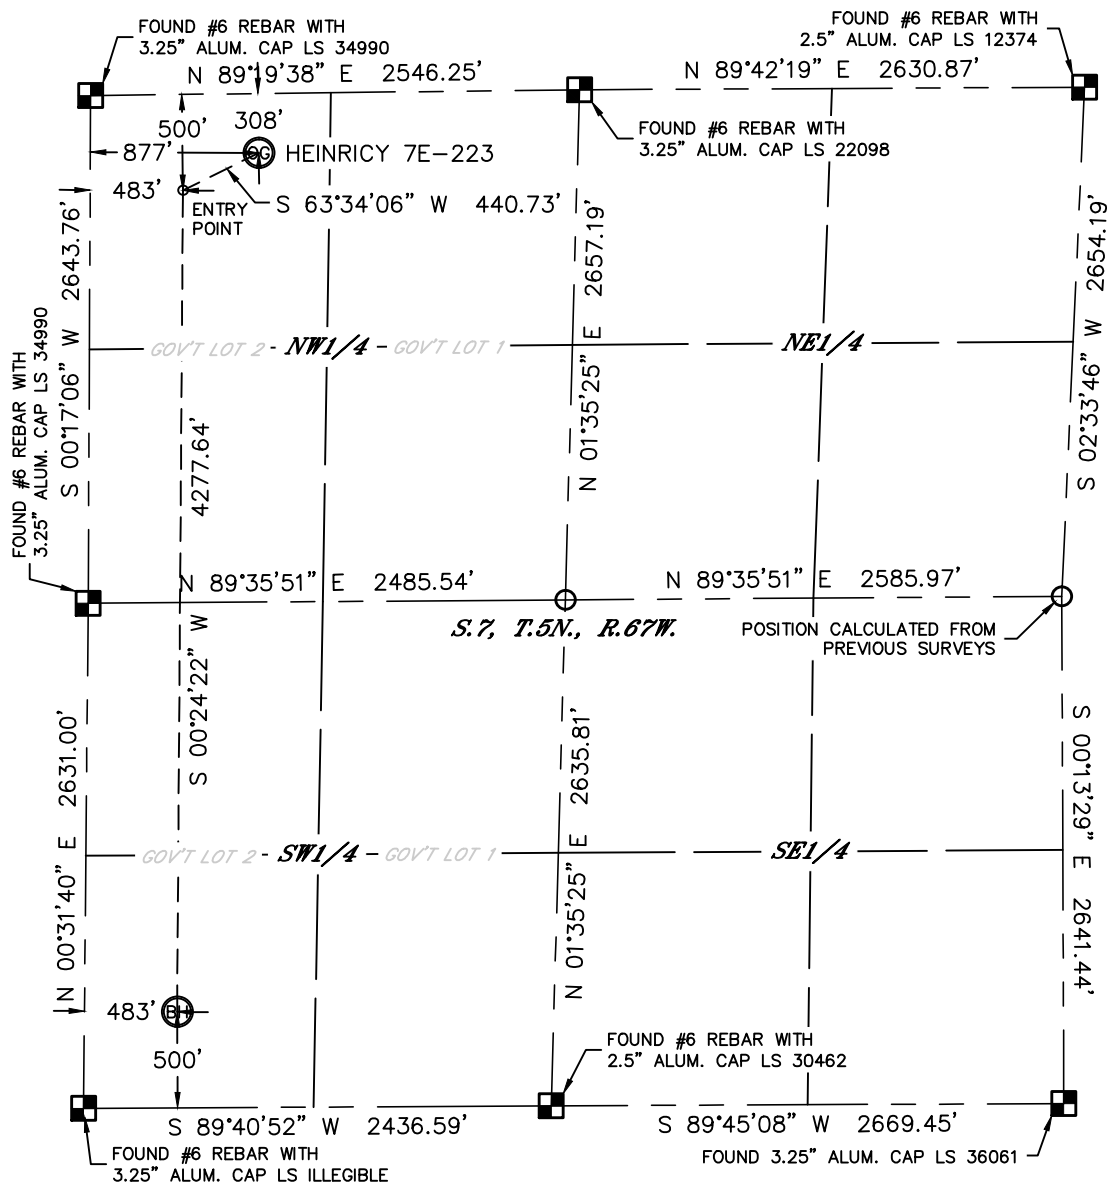 FOUND #6 REBAR WITH
3.25" ALUM. CAP LS 34990
FOUND #6 REBAR WITH
2.5" ALUM. CAP LS 12374
N 89°19'38" E 2546.25'
N 89°42'19" E 2630.87'
FOUND #6 REBAR WITH
3.25" ALUM. CAP LS 22098
500'
308'
877'
OG
HEINRICY 7E-223
483'
ENTRY
POINT
S 63°34'06" W 440.73'
S 00°17'06" W 2643.76'
N 01°35'25" E 2657.19'
S 02°33'46" W 2654.19'
FOUND #6 REBAR WITH
3.25" ALUM. CAP LS 34990
GOV'T LOT 2 - NW1/4 - GOV'T LOT 1
NE1/4
4277.64'
S 00°24'22" W
N 89°35'51" E 2485.54'
N 89°35'51" E 2585.97'
S.7, T.5N., R.67W.
POSITION CALCULATED FROM
PREVIOUS SURVEYS
N 00°31'40" E 2631.00'
N 01°35'25" E 2635.81'
S 00°13'29" E 2641.44'
GOV'T LOT 2 - SW1/4 - GOV'T LOT 1
SE1/4
483'
BH
500'
FOUND #6 REBAR WITH
2.5" ALUM. CAP LS 30462
S 89°40'52" W 2436.59'
S 89°45'08" W 2669.45'
FOUND #6 REBAR WITH
3.25" ALUM. CAP LS ILLEGIBLE
FOUND 3.25" ALUM. CAP LS 36061